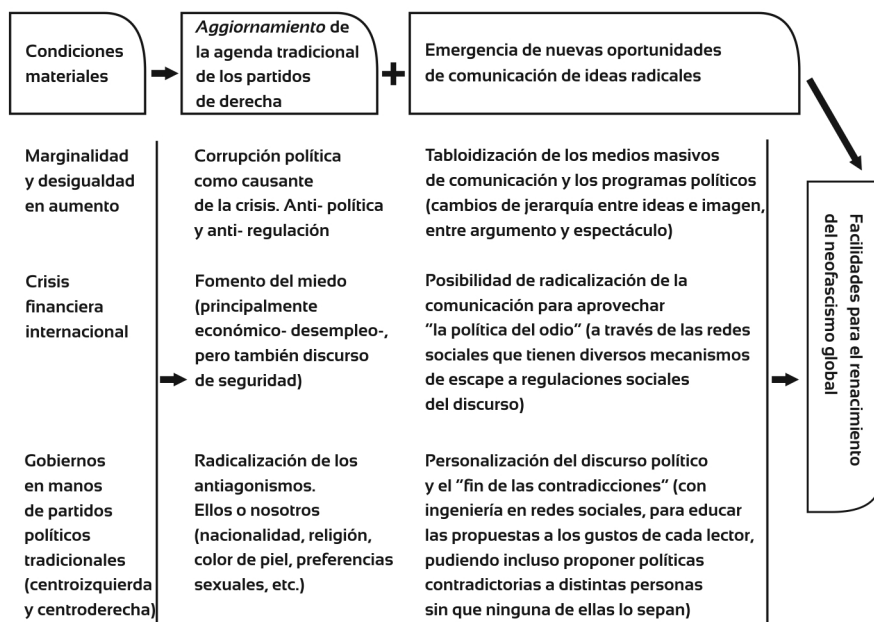 Condiciones
materiales
Aggiornamiento de
la agenda tradicional
de los partidos
de derecha
+
Emergencia de nuevas oportunidades
de comunicación de ideas radicales
Marginalidad
y desigualdad
en aumento
Corrupción política
como causante
de la crisis. Anti- política
y anti- regulación
Tabloidización de los medios masivos
de comunicación y los programas políticos
(cambios de jerarquía entre ideas e imagen,
entre argumento y espectáculo)
Crisis
financiera
internacional
Fomento del miedo
(principalmente
económico- desempleo-,
pero también discurso
de seguridad)
Posibilidad de radicalización de la
comunicación para aprovechar
"la política del odio" (a través de las redes
sociales que tienen diversos mecanismos
de escape a regulaciones sociales
del discurso)
Gobiernos
en manos
de partidos
políticos
tradicionales
(centroizquierda
y centroderecha)
Radicalización de los
antiagonismos.
Ellos o nosotros
(nacionalidad, religión,
color de piel, preferencias
sexuales, etc.)
Personalización del discurso político
y el "fin de las contradicciones" (con
ingeniería en redes sociales, para educar
las propuestas a los gustos de cada lector,
pudiendo incluso proponer políticas
contradictorias a distintas personas
sin que ninguna de ellas lo sepan)
Facilidades para el renacimiento
del neofascismo global